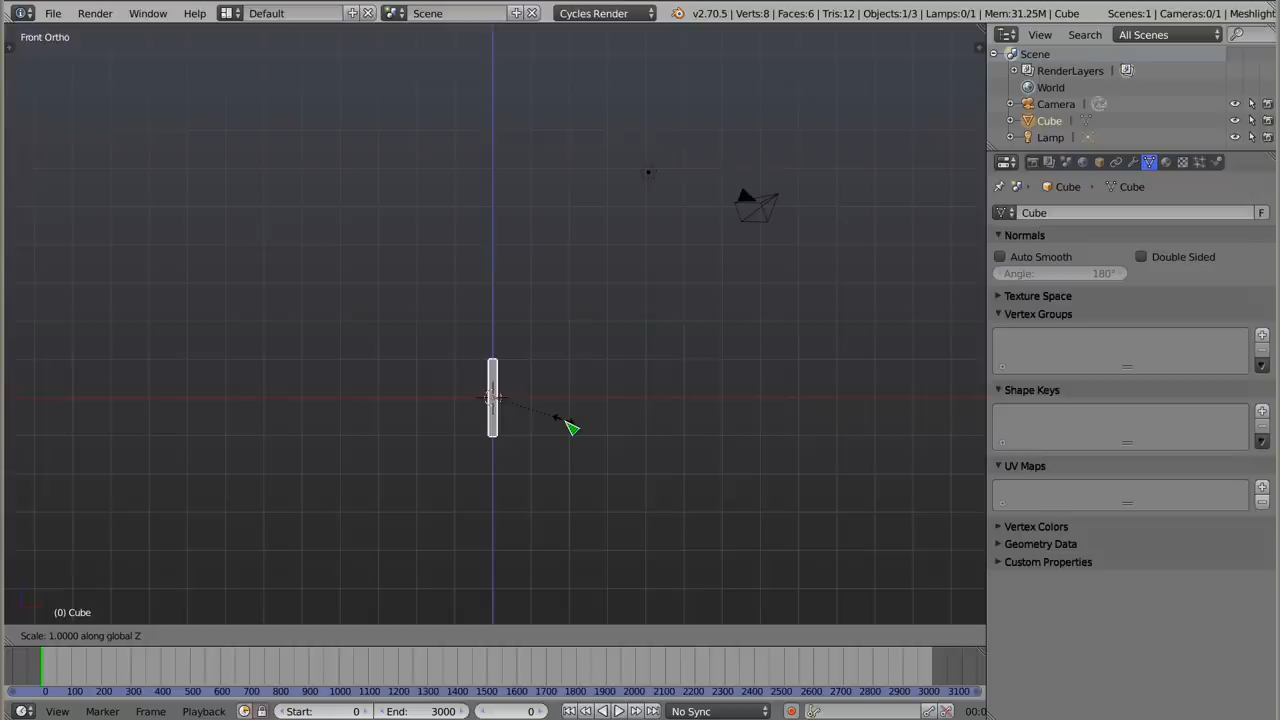 File Render Window Help Default Scene Cycles Render v2.70.5 | Verts:8 | Faces:6 | Tris:12 | Objects:1/3 | Lamps:0/1 | Mem:31.25M | Cube Scenes:1 | Cameras:0/1 | Meshlight
Front Ortho
View Search All Scenes
Scene
RenderLayers
World
Camera
Cube
Lamp
Cube Cube
Cube F
Normals
Auto Smooth Double Sided
Angle: 180°
Texture Space
Vertex Groups
Shape Keys
UV Maps
Vertex Colors
Geometry Data
Custom Properties
(0) Cube
Scale: 1.0000 along global Z
0 100 200 300 400 500 600 700 800 900 1000 1100 1200 1300 1400 1500 1600 1700 1800 1900 2000 2100 2200 2300 2400 2500 2600 2700 2800 2900 3000 3100
View Marker Frame Playback Start: 0 End: 3000 0 No Sync 00:0